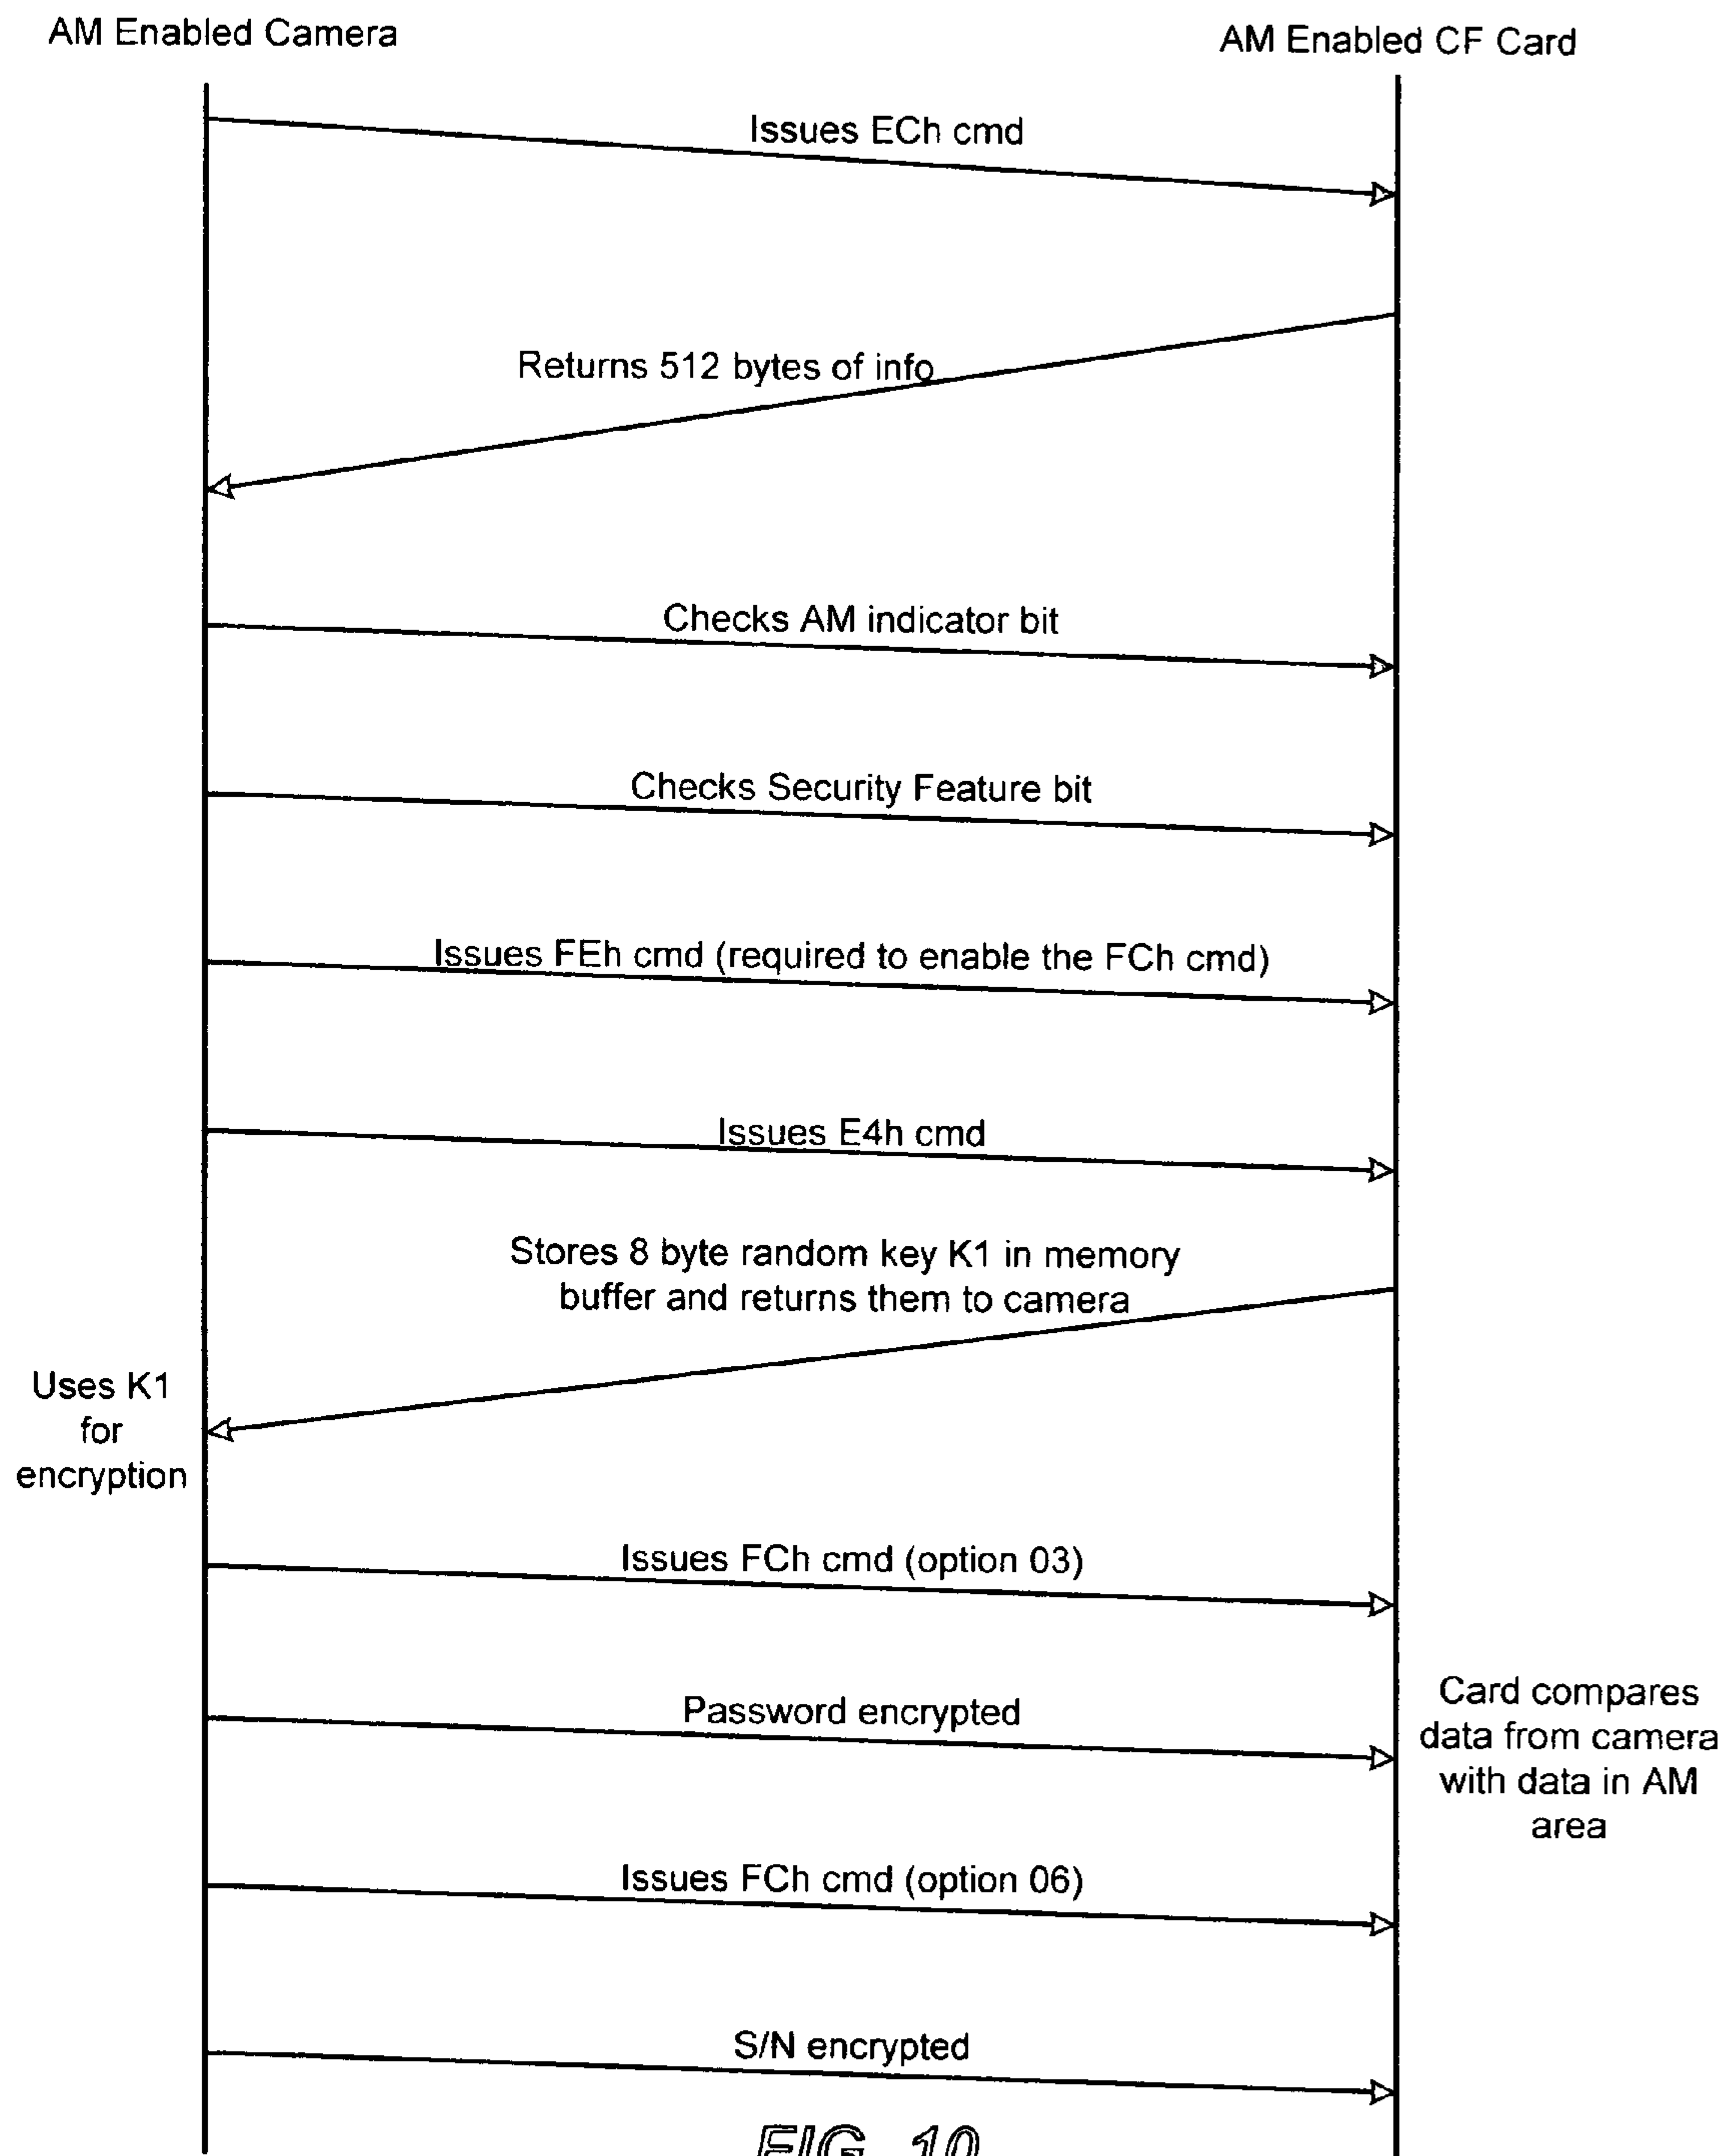 AM Enabled Camera
AM Enabled CF Card
Issues ECh cmd
Returns 512 bytes of info
Checks AM indicator bit
Checks Security Feature bit
Issues FEh cmd (required to enable the FCh cmd)
Issues E4h cmd
Stores 8 byte random key K1 in memory
buffer and returns them to camera
Uses K1
for
encryption
Issues FCh cmd (option 03)
Password encrypted
Card compares
data from camera
with data in AM
area
Issues FCh cmd (option 06)
S/N encrypted
FIG. 10